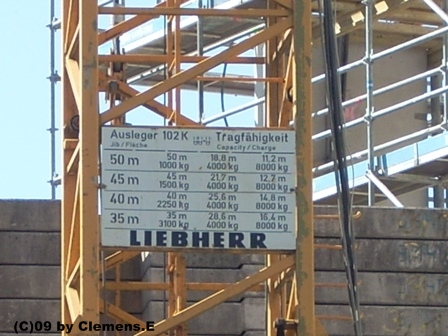 Ausleger 102 K Tragfähigkeit
Jib / Flèche Capacity / Charge
50 m 50 m 18,8 m 11,2 m
1000 kg 4000 kg 8000 kg
45 m 45 m 21,7 m 12,2 m
1500 kg 4000 kg 8000 kg
40 m 40 m 25,6 m 14,8 m
2250 kg 4000 kg 8000 kg
35 m 35 m 28,6 m 16,4 m
3100 kg 4000 kg 8000 kg
LIEBHERR
(C)09 by Clemens.E